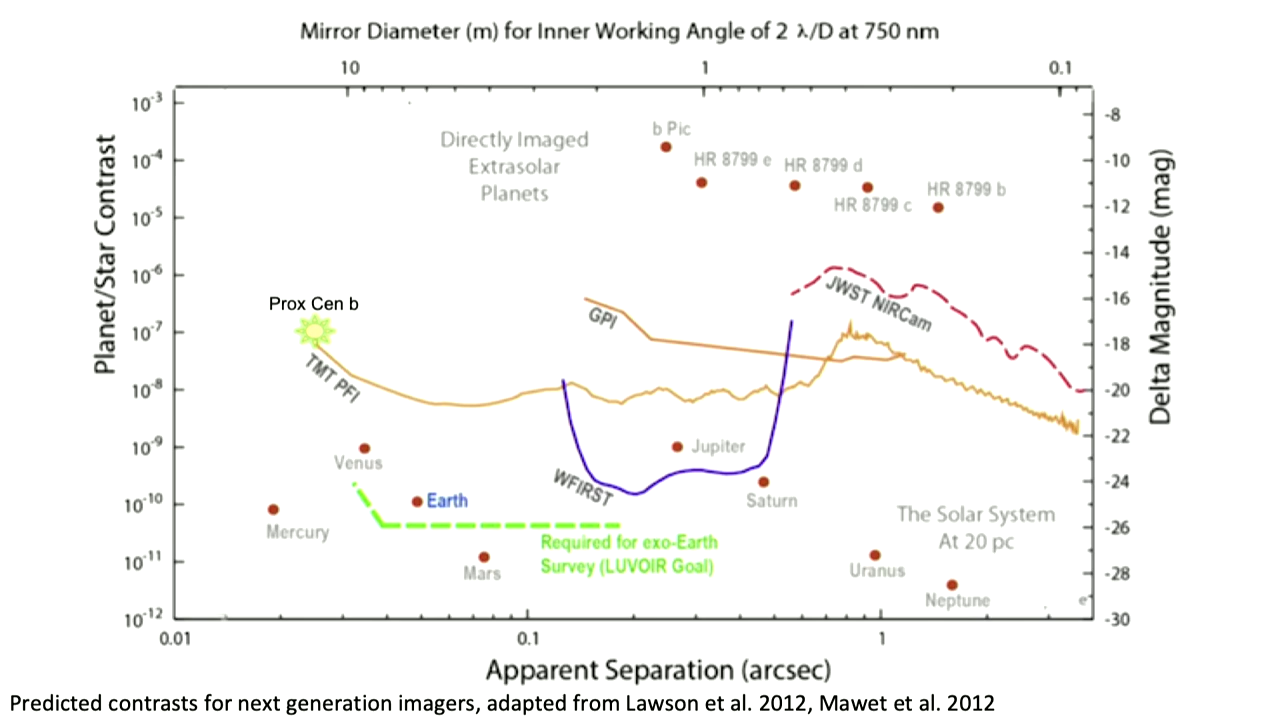 Mirror Diameter (m) for Inner Working Angle of 2 λ/D at 750 nm
10 1 0.1
Planet/Star Contrast
10-3
10-4
10-5
10-6
10-7
10-8
10-9
10-10
10-11
10-12
-8
-10
-12
-14
-16
-18
-20
-22
-24
-26
-28
-30
Delta Magnitude (mag)
Directly Imaged
Extrasolar
Planets
b Pic
HR 8799 e
HR 8799 d
HR 8799 c
HR 8799 b
Prox Cen b
TMT PFI
GPI
JWST NIRCam
WFIRST
Venus
Jupiter
Mercury
Earth
Saturn
Required for exo-Earth
Survey (LUVOIR Goal)
Mars
The Solar System
At 20 pc
Uranus
Neptune
e
0.01 0.1 1
Apparent Separation (arcsec)
Predicted contrasts for next generation imagers, adapted from Lawson et al. 2012, Mawet et al. 2012